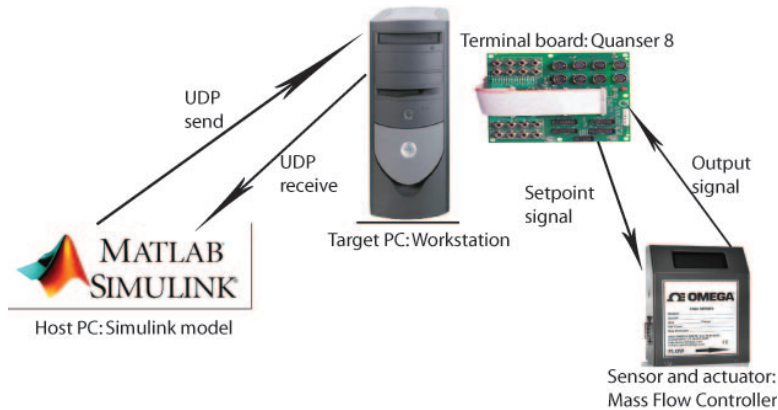 Terminal board: Quanser 8
UDP
send
UDP
receive
Output
signal
Setpoint
signal
Target PC: Workstation
MATLAB
SIMULINK
Host PC: Simulink model
OMEGA
Sensor and actuator:
Mass Flow Controller